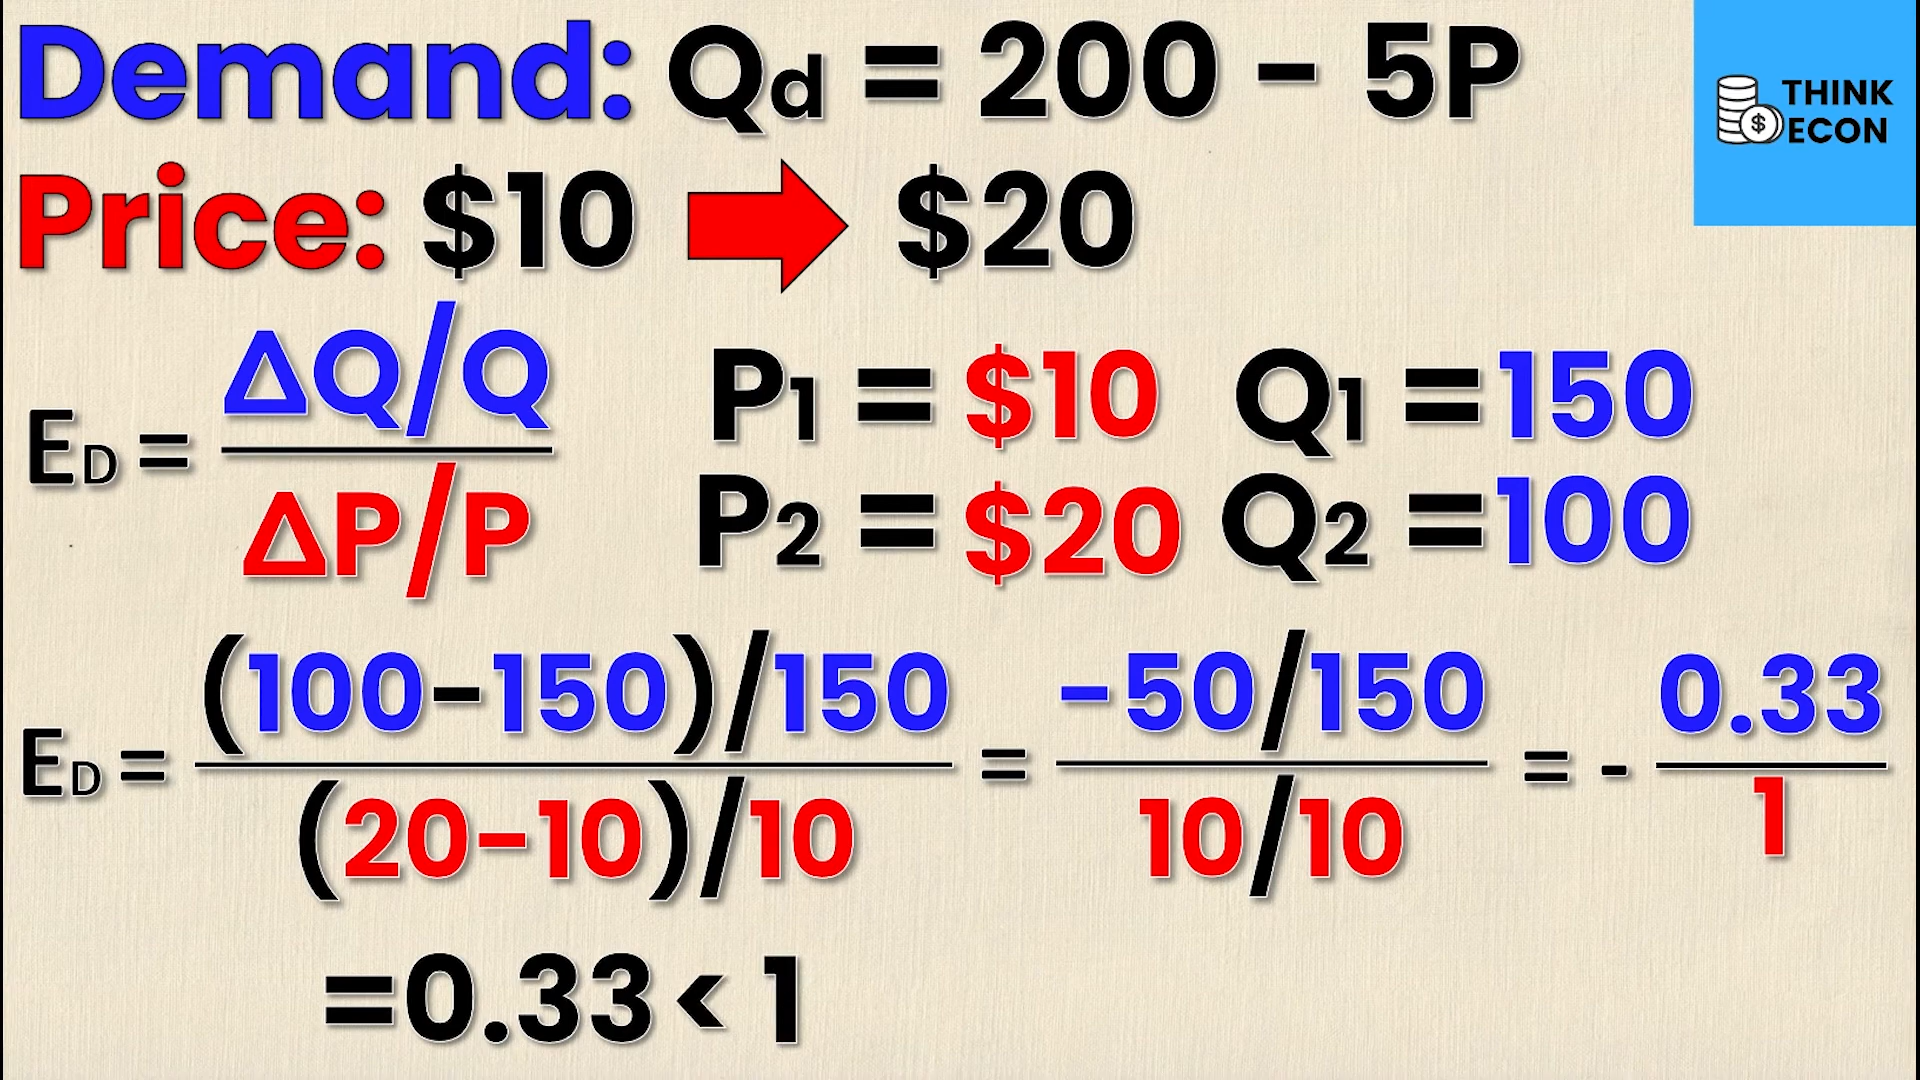 Demand: Qd = 200 - 5P
THINK
ECON
Price: $10 $20
ED = ΔQ/Q
ΔP/P
P1 = $10 Q1 =150
P2 = $20 Q2 =100
ED = (100-150)/150 = -50/150 = - 0.33
(20-10)/10 10/10 1
=0.33< 1